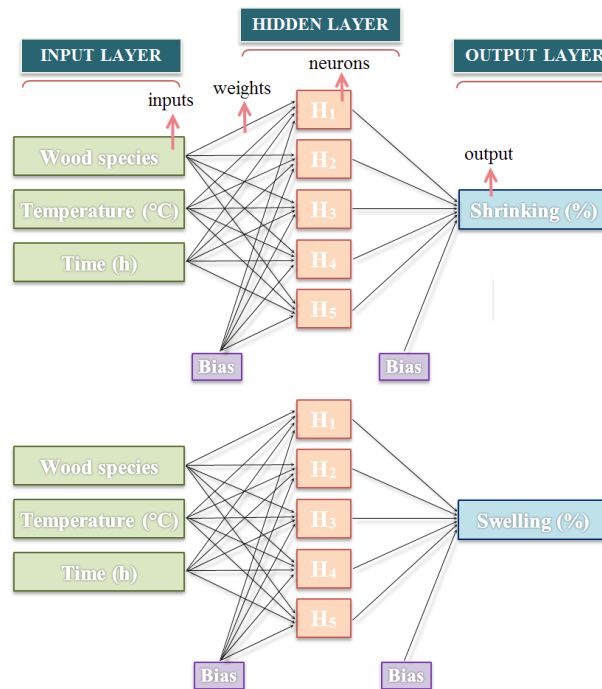 HIDDEN LAYER
INPUT LAYER
OUTPUT LAYER
neurons
weights
inputs
H1
Wood species
H2
output
Temperature (°C)
H3
Shrinking (%)
Time (h)
H4
H5
Bias
Bias
H1
Wood species
H2
Temperature (°C)
H3
Swelling (%)
Time (h)
H4
H5
Bias
Bias